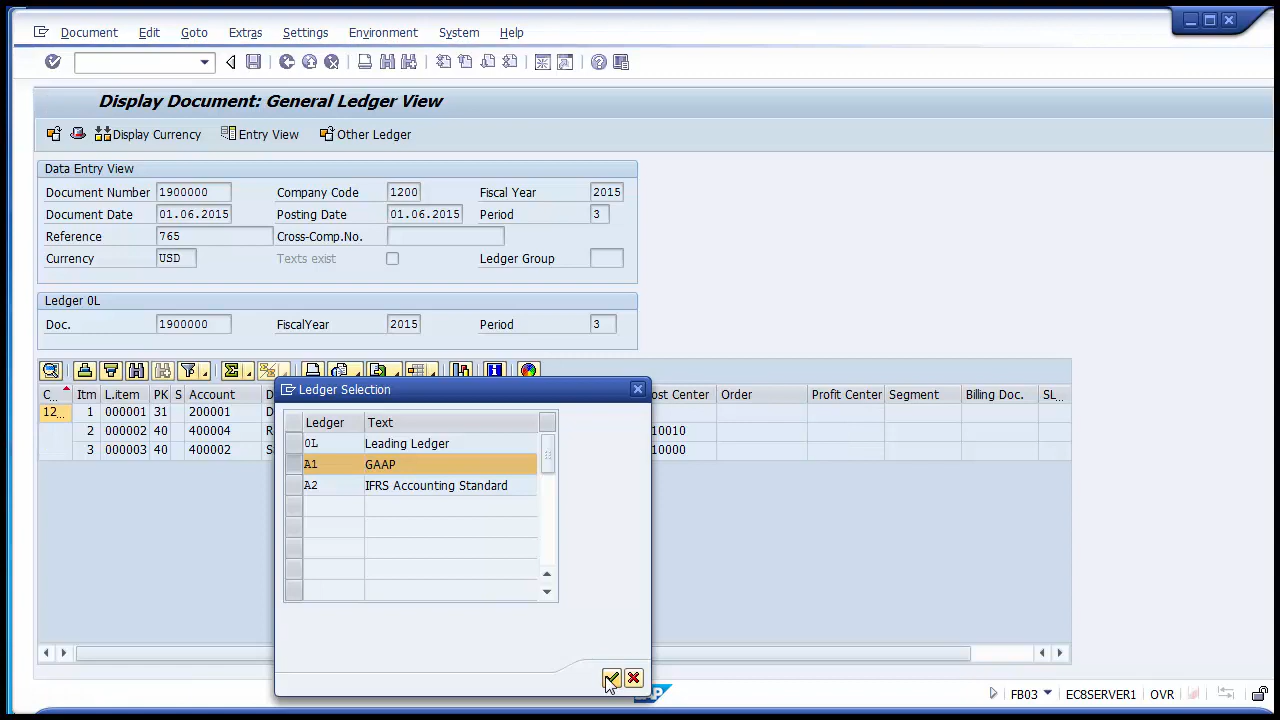 Document Edit Goto Extras Settings Environment System Help
Display Document: General Ledger View
Display Currency Entry View Other Ledger
Data Entry View
Document Number 1900000 Company Code 1200 Fiscal Year 2015
Document Date 01.06.2015 Posting Date 01.06.2015 Period 3
Reference 765 Cross-Comp.No.
Currency USD Texts exist Ledger Group
Ledger 0L
Doc. 1900000 FiscalYear 2015 Period 3
Ledger Selection
C.. Itm L.item PK S Account Cost Center Order Profit Center Segment Billing Doc. SL...
12... 1 000001 31 200001
2 000002 40 400004 10010
3 000003 40 400002 10000
Ledger Text
0L Leading Ledger
A1 GAAP
A2 IFRS Accounting Standard
SAP FB03 EC8SERVER1 OVR